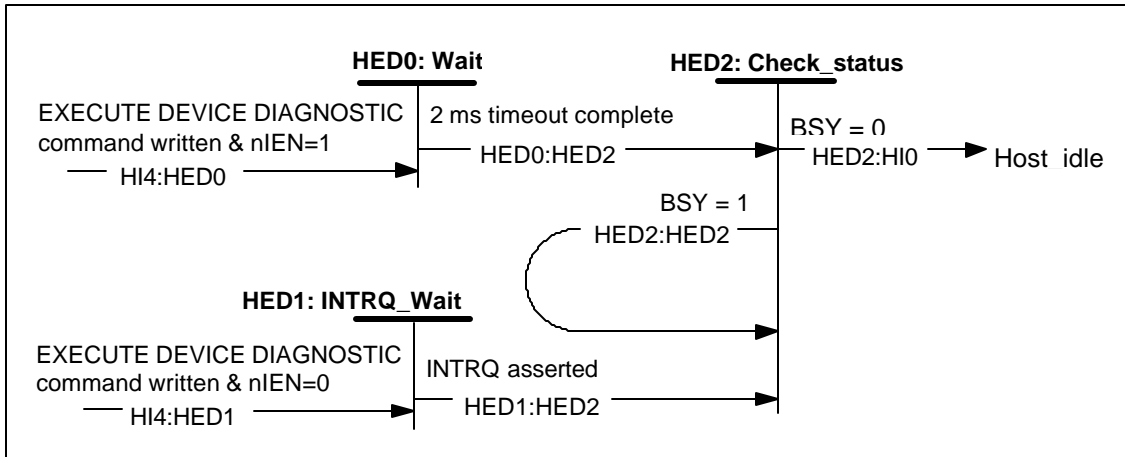 HED0: Wait
HED2: Check_status
EXECUTE DEVICE DIAGNOSTIC
command written & nIEN=1
HI4:HED0
2 ms timeout complete
HED0:HED2
BSY = 0
HED2:HI0
Host_idle
BSY = 1
HED2:HED2
HED1: INTRQ_Wait
EXECUTE DEVICE DIAGNOSTIC
command written & nIEN=0
HI4:HED1
INTRQ asserted
HED1:HED2